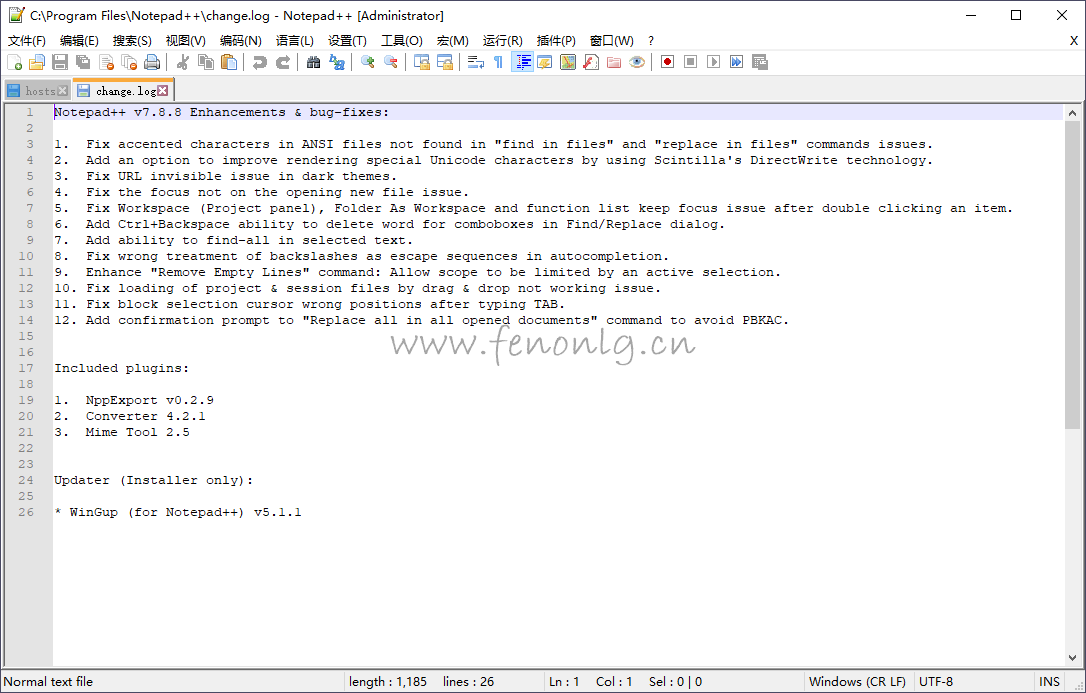 C:\Program Files\Notepad++\change.log - Notepad++ [Administrator]
文件(F) 编辑(E) 搜索(S) 视图(V) 编码(N) 语言(L) 设置(T) 工具(O) 宏(M) 运行(R) 插件(P) 窗口(W) ? X
hosts change.log
1 Notepad++ v7.8.8 Enhancements & bug-fixes:
2
3 1. Fix accented characters in ANSI files not found in "find in files" and "replace in files" commands issues.
4 2. Add an option to improve rendering special Unicode characters by using Scintilla's DirectWrite technology.
5 3. Fix URL invisible issue in dark themes.
6 4. Fix the focus not on the opening new file issue.
7 5. Fix Workspace (Project panel), Folder As Workspace and function list keep focus issue after double clicking an item.
8 6. Add Ctrl+Backspace ability to delete word for comboboxes in Find/Replace dialog.
9 7. Add ability to find-all in selected text.
10 8. Fix wrong treatment of backslashes as escape sequences in autocompletion.
11 9. Enhance "Remove Empty Lines" command: Allow scope to be limited by an active selection.
12 10. Fix loading of project & session files by drag & drop not working issue.
13 11. Fix block selection cursor wrong positions after typing TAB.
14 12. Add confirmation prompt to "Replace all in all opened documents" command to avoid PBKAC.
15
www.fenonlg.cn
16
17 Included plugins:
18
19 1. NppExport v0.2.9
20 2. Converter 4.2.1
21 3. Mime Tool 2.5
22
23
24 Updater (Installer only):
25
26 * WinGup (for Notepad++) v5.1.1
Normal text file length : 1,185 lines : 26 Ln : 1 Col : 1 Sel : 0 | 0 Windows (CR LF) UTF-8 INS